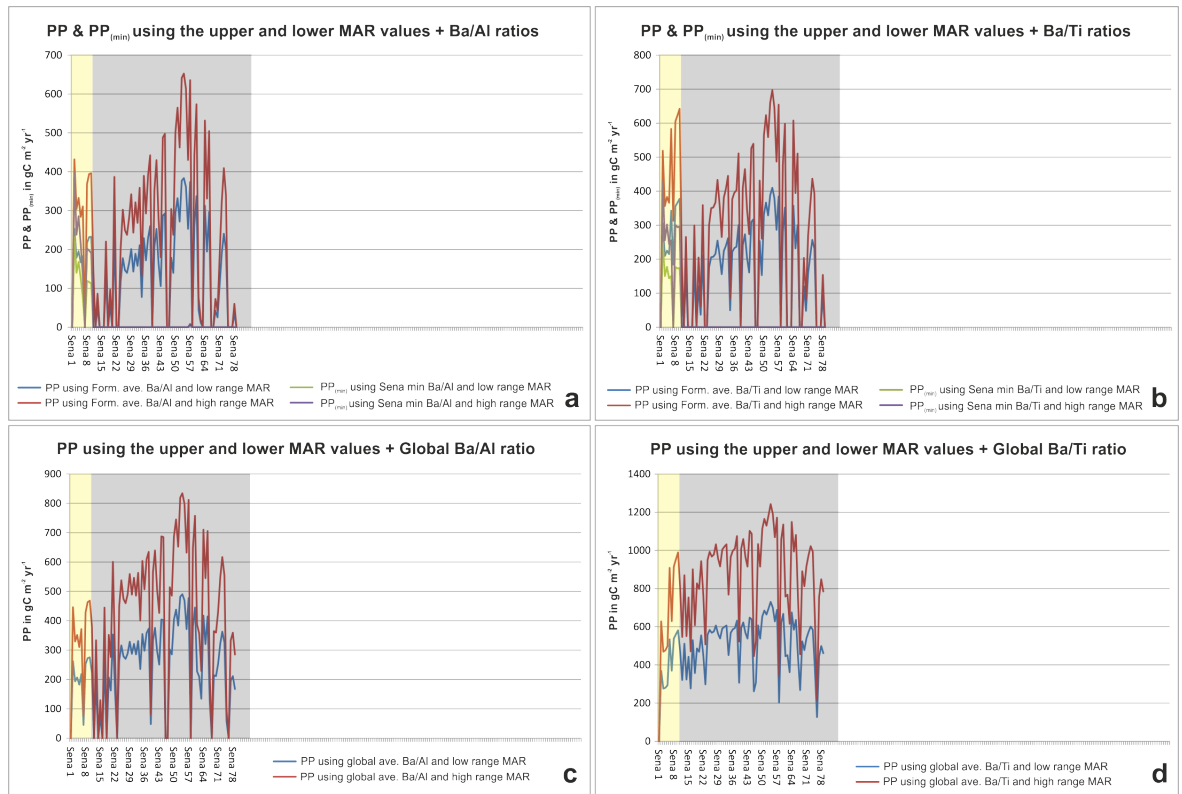 PP & PP(min) using the upper and lower MAR values + Ba/Al ratios
PP & PP(min) in gC m⁻² yr⁻¹
700
600
500
400
300
200
100
0
Sena 1
Sena 8
Sena 15
Sena 22
Sena 29
Sena 36
Sena 43
Sena 50
Sena 57
Sena 64
Sena 71
Sena 78
PP using Form. ave. Ba/Al and low range MAR
PP using Form. ave. Ba/Al and high range MAR
PP(min) using Sena min Ba/Al and low range MAR
PP(min) using Sena min Ba/Al and high range MAR
a
PP & PP(min) using the upper and lower MAR values + Ba/Ti ratios
PP & PP(min) in gC m⁻² yr⁻¹
800
700
600
500
400
300
200
100
0
Sena 1
Sena 8
Sena 15
Sena 22
Sena 29
Sena 36
Sena 43
Sena 50
Sena 57
Sena 64
Sena 71
Sena 78
PP using Form. ave. Ba/Ti and low range MAR
PP using Form. ave. Ba/Ti and high range MAR
PP(min) using Sena min Ba/Ti and low range MAR
PP(min) using Sena min Ba/Ti and high range MAR
b
PP using the upper and lower MAR values + Global Ba/Al ratio
PP in gC m⁻² yr⁻¹
900
800
700
600
500
400
300
200
100
0
Sena 1
Sena 8
Sena 15
Sena 22
Sena 29
Sena 36
Sena 43
Sena 50
Sena 57
Sena 64
Sena 71
Sena 78
PP using global ave. Ba/Al and low range MAR
PP using global ave. Ba/Al and high range MAR
c
PP using the upper and lower MAR values + Global Ba/Ti ratio
PP in gC m⁻² yr⁻¹
1400
1200
1000
800
600
400
200
0
Sena 1
Sena 8
Sena 15
Sena 22
Sena 29
Sena 36
Sena 43
Sena 50
Sena 57
Sena 64
Sena 71
Sena 78
PP using global ave. Ba/Ti and low range MAR
PP using global ave. Ba/Ti and high range MAR
d